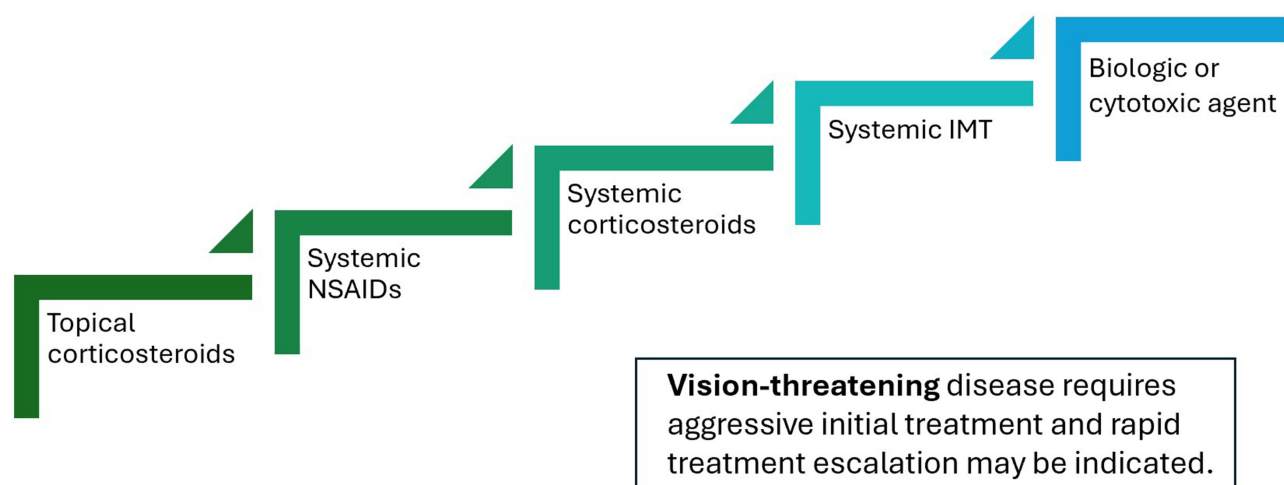 Topical
corticosteroids
Systemic
NSAIDs
Systemic
corticosteroids
Systemic IMT
Biologic or
cytotoxic agent
Vision-threatening disease requires
aggressive initial treatment and rapid
treatment escalation may be indicated.